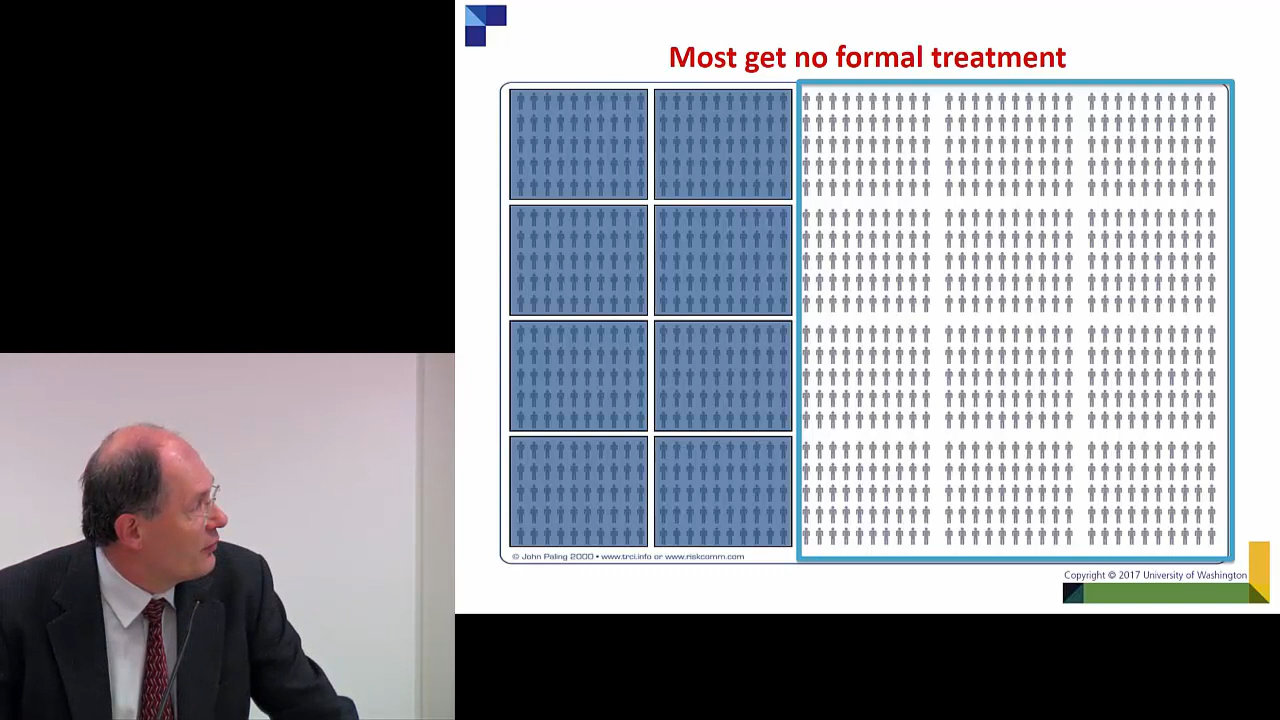 Most get no formal treatment
© John Paling 2000 • www.trci.info or www.riskcomm.com
Copyright © 2017 University of Washington